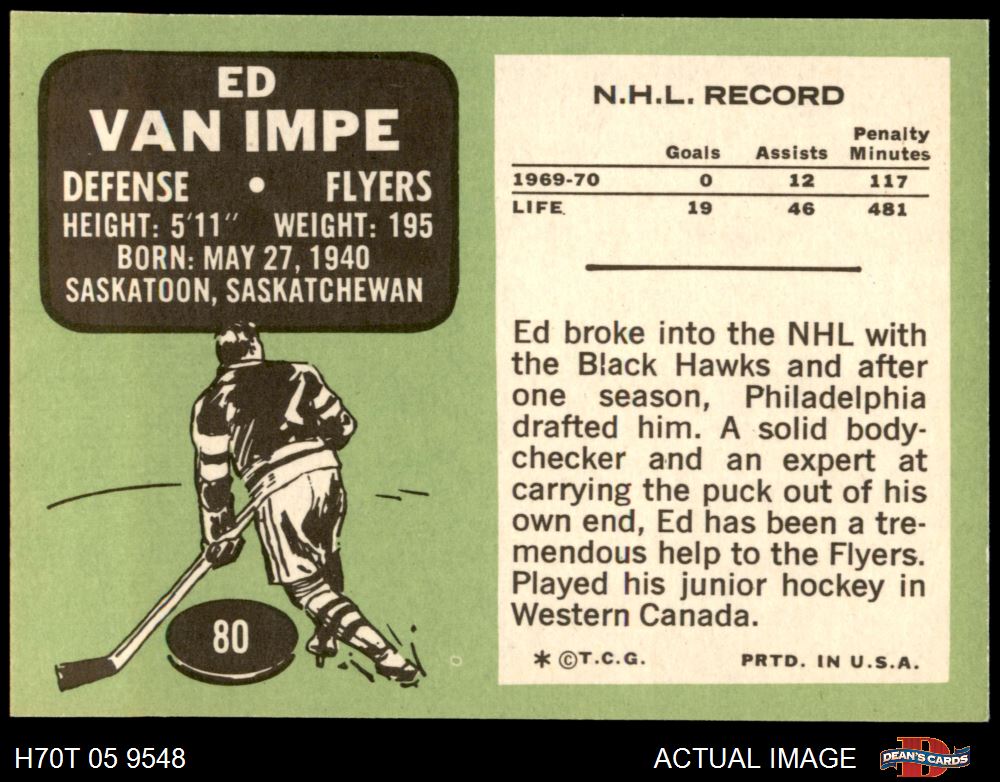 ED
VAN IMPE
DEFENSE • FLYERS
HEIGHT: 5'11" WEIGHT: 195
BORN: MAY 27, 1940
SASKATOON, SASKATCHEWAN
80
N.H.L. RECORD
Goals Assists Penalty Minutes
1969-70 0 12 117
LIFE 19 46 481
Ed broke into the NHL with
the Black Hawks and after
one season, Philadelphia
drafted him. A solid body-
checker and an expert at
carrying the puck out of his
own end, Ed has been a tre-
mendous help to the Flyers.
Played his junior hockey in
Western Canada.
* ©T.C.G. PRTD. IN U.S.A.
H70T 05 9548 ACTUAL IMAGE DEAN'S CARDS